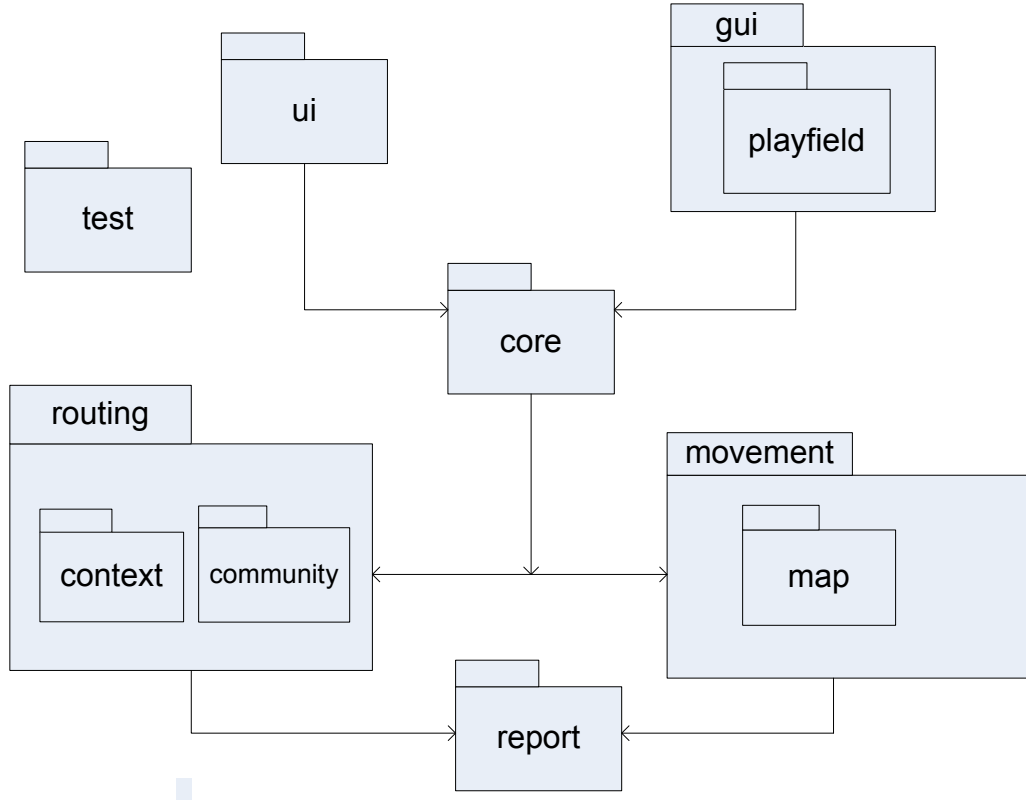 gui
ui
playfield
test
core
routing
movement
context
community
map
report